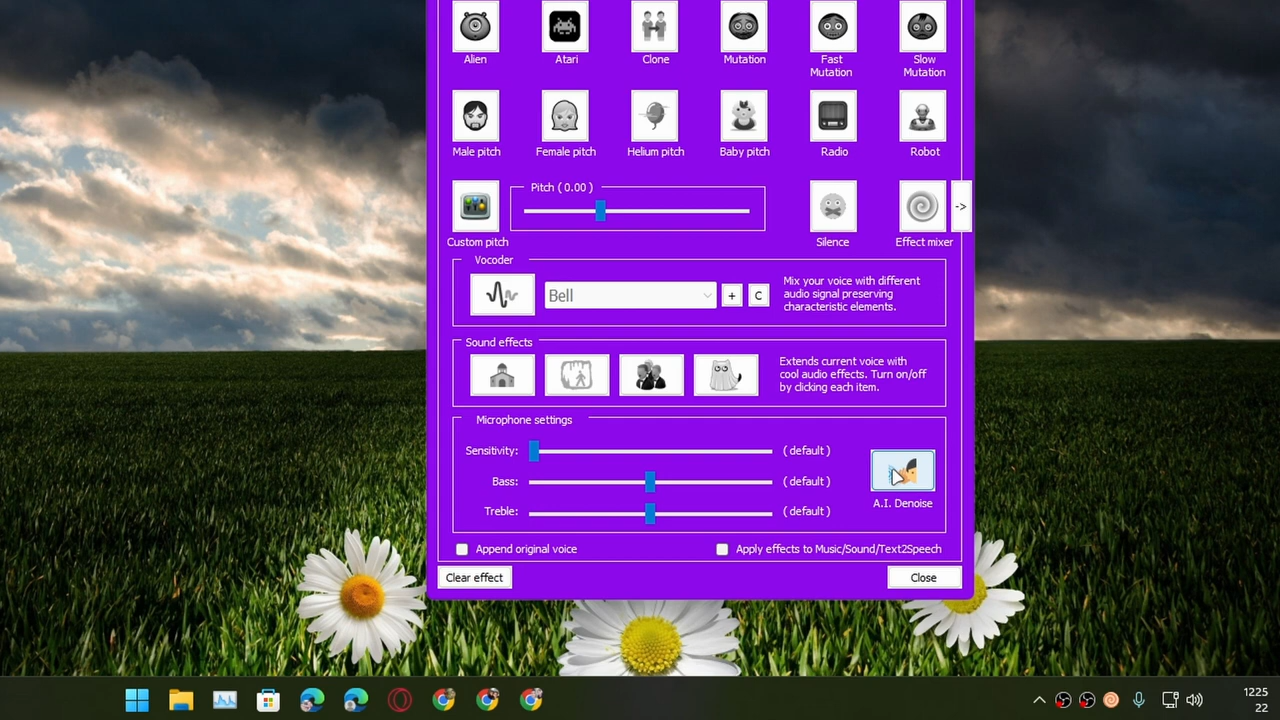 Alien
Atari
Clone
Mutation
Fast
Mutation
Slow
Mutation
Male pitch
Female pitch
Helium pitch
Baby pitch
Radio
Robot
Pitch ( 0.00 )
->
Custom pitch
Silence
Effect mixer
Vocoder
Bell
+
C
Mix your voice with different
audio signal preserving
characteristic elements.
Sound effects
Extends current voice with
cool audio effects. Turn on/off
by clicking each item.
Microphone settings
Sensitivity:
( default )
Bass:
( default )
A.I. Denoise
Treble:
( default )
Append original voice
Apply effects to Music/Sound/Text2Speech
Clear effect
Close
1225
22